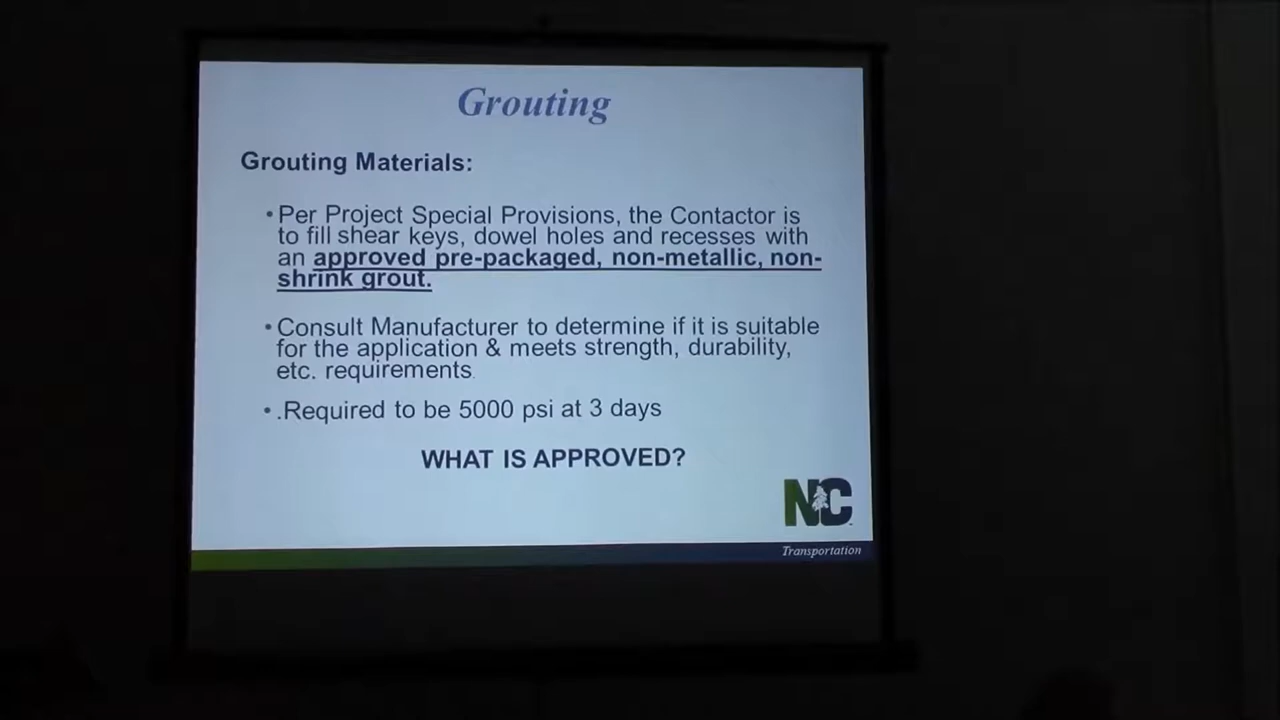 Grouting
Grouting Materials:
•Per Project Special Provisions, the Contactor is
to fill shear keys, dowel holes and recesses with
an approved pre-packaged, non-metallic, non-
shrink grout.
•Consult Manufacturer to determine if it is suitable
for the application & meets strength, durability,
etc. requirements.
• .Required to be 5000 psi at 3 days
WHAT IS APPROVED?
NC
Transportation